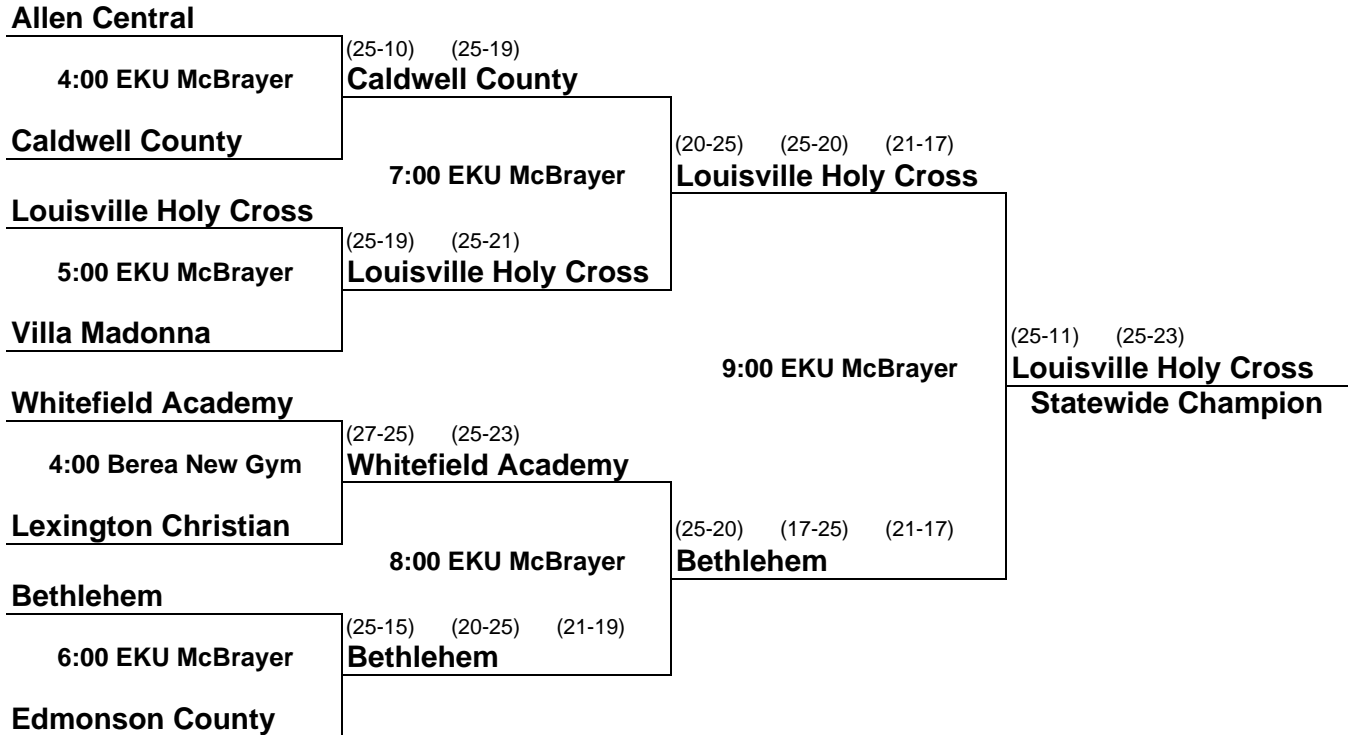 Allen Central
(25-10) (25-19)
4:00 EKU McBrayer
Caldwell County
Caldwell County
(20-25) (25-20) (21-17)
7:00 EKU McBrayer
Louisville Holy Cross
Louisville Holy Cross
(25-19) (25-21)
5:00 EKU McBrayer
Louisville Holy Cross
Villa Madonna
(25-11) (25-23)
9:00 EKU McBrayer
Louisville Holy Cross
Statewide Champion
Whitefield Academy
(27-25) (25-23)
4:00 Berea New Gym
Whitefield Academy
Lexington Christian
(25-20) (17-25) (21-17)
8:00 EKU McBrayer
Bethlehem
Bethlehem
(25-15) (20-25) (21-19)
6:00 EKU McBrayer
Bethlehem
Edmonson County